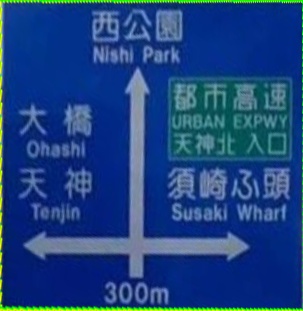 西公園
Nishi Park
都市高速
URBAN EXPWY
天神北 入口
大橋
Ohashi
天神
Tenjin
須崎ふ頭
Susaki Wharf
300m